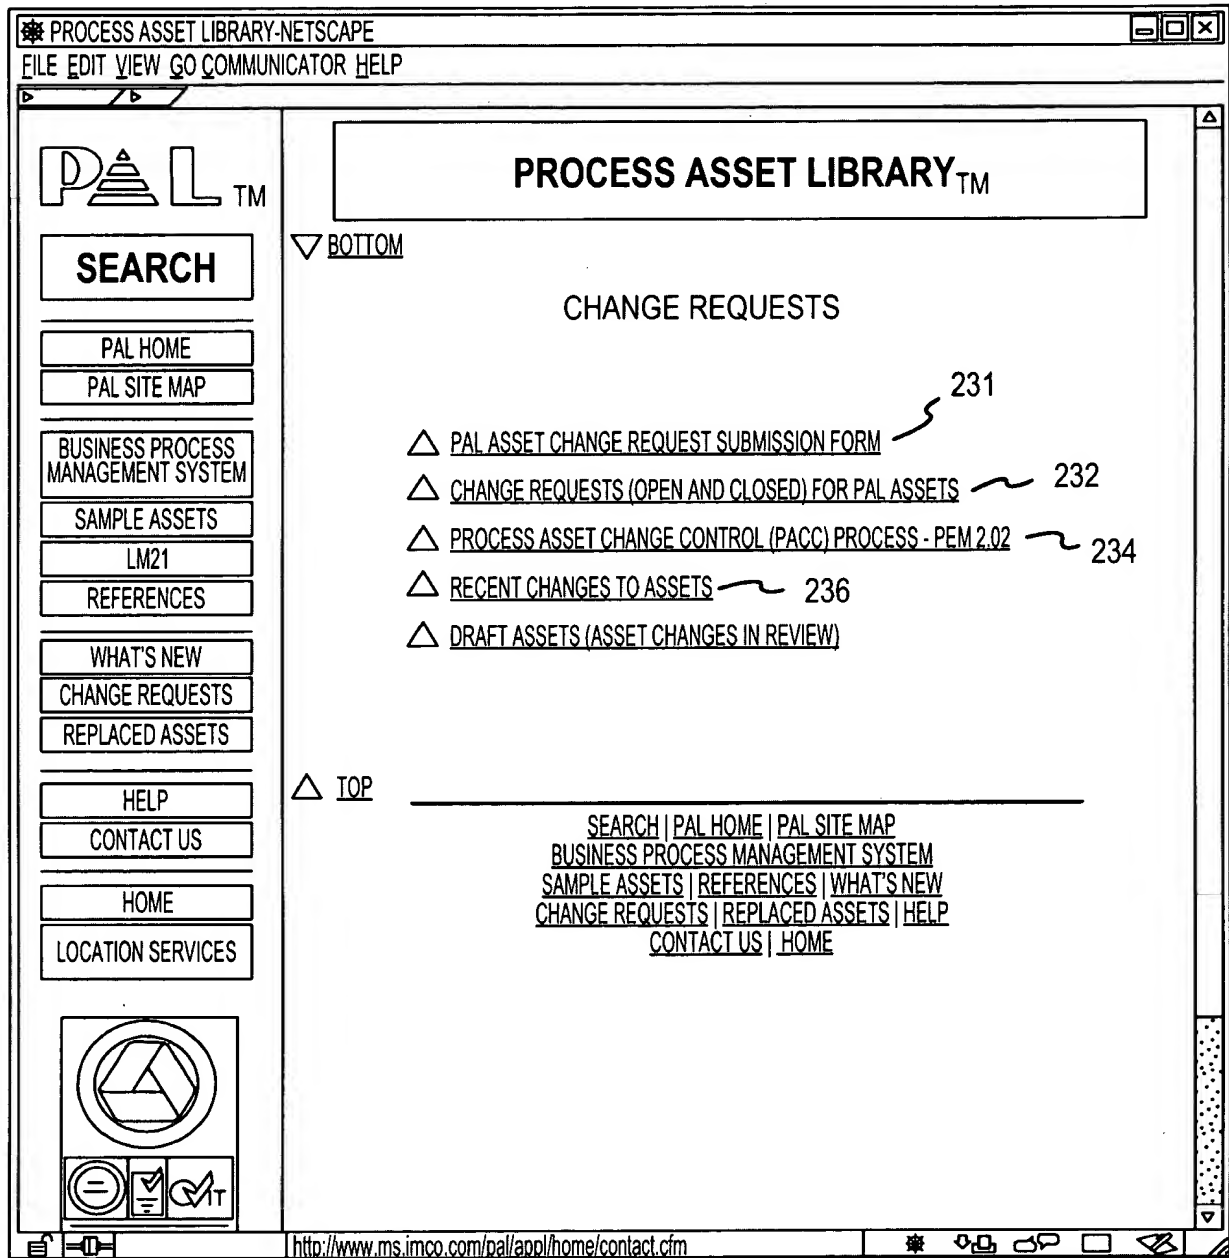 PROCESS ASSET LIBRARY-NETSCAPE
FILE EDIT VIEW GO COMMUNICATOR HELP
PAL TM
SEARCH
PAL HOME
PAL SITE MAP
BUSINESS PROCESS
MANAGEMENT SYSTEM
SAMPLE ASSETS
LM21
REFERENCES
WHAT'S NEW
CHANGE REQUESTS
REPLACED ASSETS
HELP
CONTACT US
HOME
LOCATION SERVICES
PROCESS ASSET LIBRARY TM
BOTTOM
CHANGE REQUESTS
231
PAL ASSET CHANGE REQUEST SUBMISSION FORM
CHANGE REQUESTS (OPEN AND CLOSED) FOR PAL ASSETS 232
PROCESS ASSET CHANGE CONTROL (PACC) PROCESS - PEM 2.02 234
RECENT CHANGES TO ASSETS 236
DRAFT ASSETS (ASSET CHANGES IN REVIEW)
TOP
SEARCH | PAL HOME | PAL SITE MAP
BUSINESS PROCESS MANAGEMENT SYSTEM
SAMPLE ASSETS | REFERENCES | WHAT'S NEW
CHANGE REQUESTS | REPLACED ASSETS | HELP
CONTACT US | HOME
http://www.ms.imco.com/pal/appl/home/contact.cfm